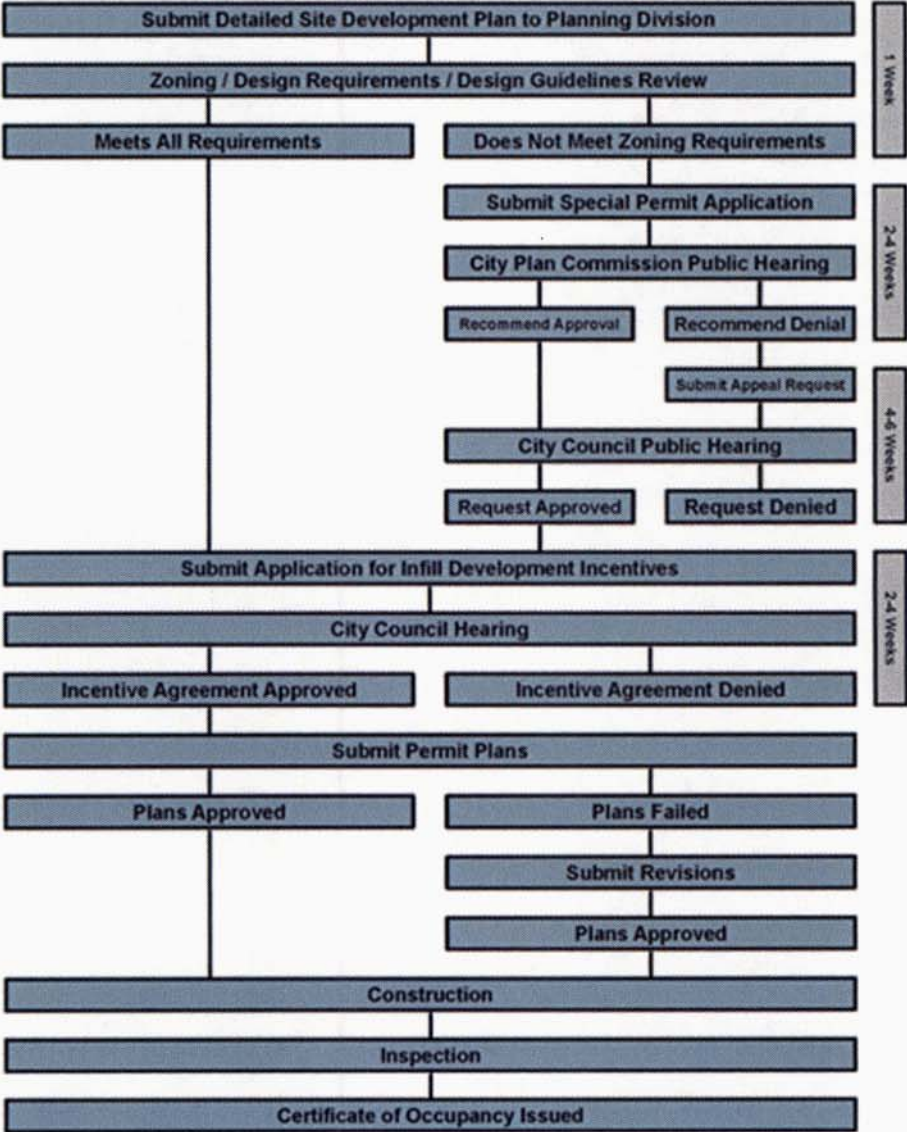 Submit Detailed Site Development Plan to Planning Division
Zoning / Design Requirements / Design Guidelines Review
1 Week
Meets All Requirements
Does Not Meet Zoning Requirements
Submit Special Permit Application
City Plan Commission Public Hearing
2-4 Weeks
Recommend Approval
Recommend Denial
Submit Appeal Request
City Council Public Hearing
4-6 Weeks
Request Approved
Request Denied
Submit Application for Infill Development Incentives
City Council Hearing
2-4 Weeks
Incentive Agreement Approved
Incentive Agreement Denied
Submit Permit Plans
Plans Approved
Plans Failed
Submit Revisions
Plans Approved
Construction
Inspection
Certificate of Occupancy Issued